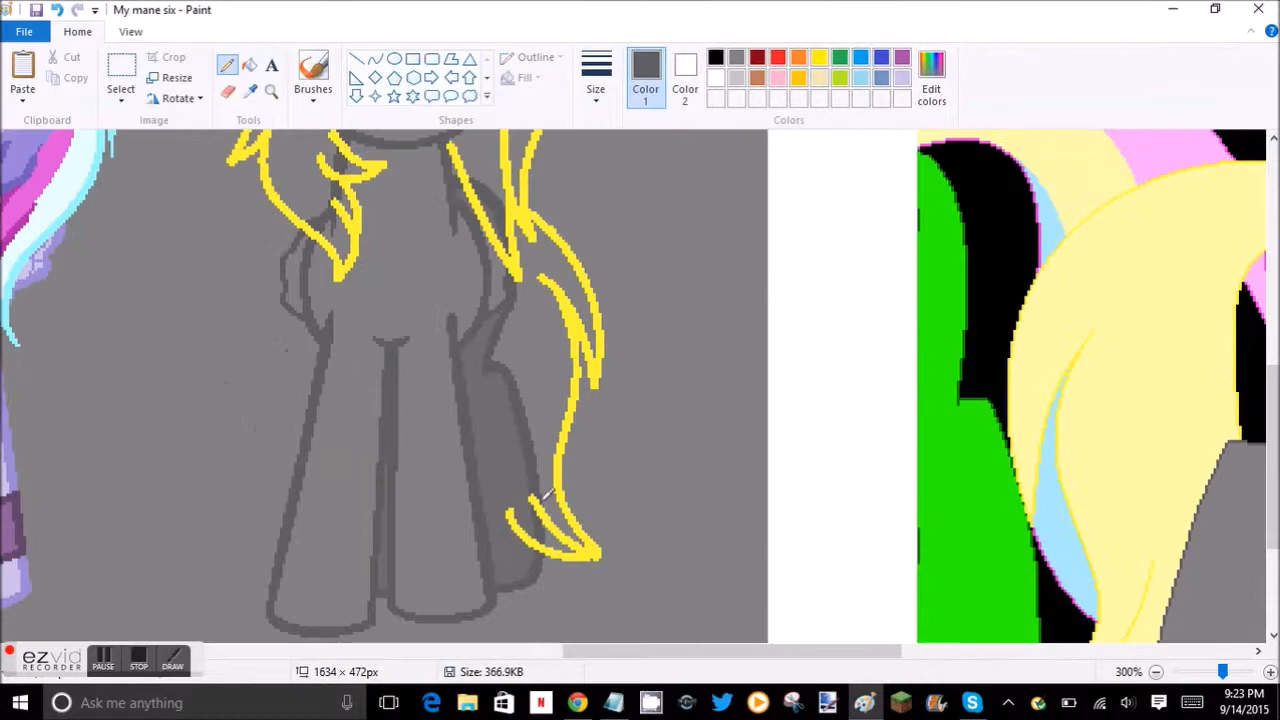 My mane six - Paint
File Home View
Paste
Cut
Copy
Clipboard
Select
Crop
Resize
Rotate
Image
A
Tools
Brushes
Outline
Fill
Shapes
Size
Color 1
Color 2
Edit colors
Colors
ezvid
RECORDER
PAUSE STOP DRAW
1634 × 472px
Size: 366.9KB
300%
Ask me anything
9:23 PM
9/14/2015